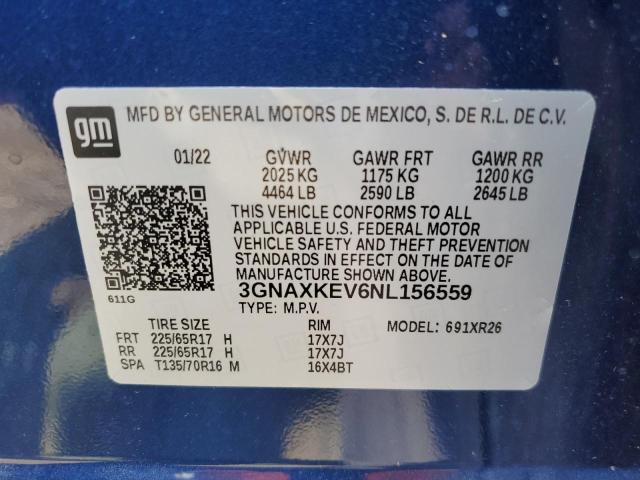 gm
MFD BY GENERAL MOTORS DE MEXICO, S. DE R.L. DE C.V.
01/22 GVWR GAWR FRT GAWR RR
2025 KG 1175 KG 1200 KG
4464 LB 2590 LB 2645 LB
THIS VEHICLE CONFORMS TO ALL
APPLICABLE U.S. FEDERAL MOTOR
VEHICLE SAFETY AND THEFT PREVENTION
STANDARDS IN EFFECT ON THE DATE OF
MANUFACTURE SHOWN ABOVE.
611G
3GNAXKEV6NL156559
TYPE: M.P.V.
TIRE SIZE RIM MODEL: 691XR26
FRT 225/65R17 H 17X7J
RR 225/65R17 H 17X7J
SPA T135/70R16 M 16X4BT